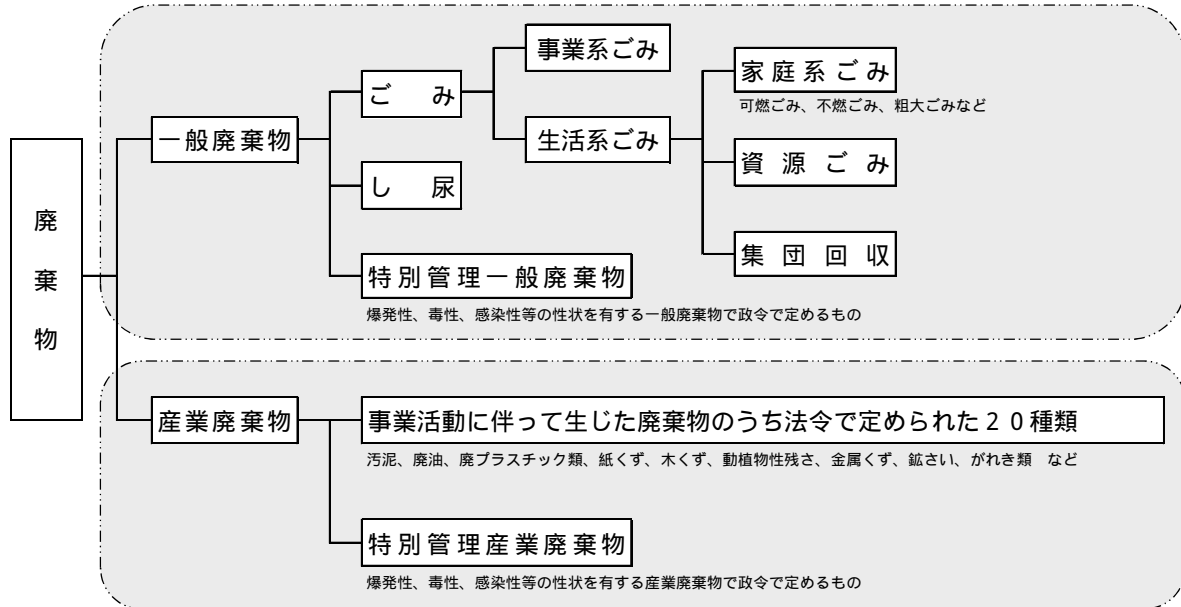 廃棄物
一般廃棄物
ごみ
事業系ごみ
生活系ごみ
家庭系ごみ
可燃ごみ、不燃ごみ、粗大ごみなど
資源ごみ
集団回収
し尿
特別管理一般廃棄物
爆発性、毒性、感染性等の性状を有する一般廃棄物で政令で定めるもの
産業廃棄物
事業活動に伴って生じた廃棄物のうち法令で定められた20種類
汚泥、廃油、廃プラスチック類、紙くず、木くず、動植物性残さ、金属くず、鉱さい、がれき類　など
特別管理産業廃棄物
爆発性、毒性、感染性等の性状を有する産業廃棄物で政令で定めるもの